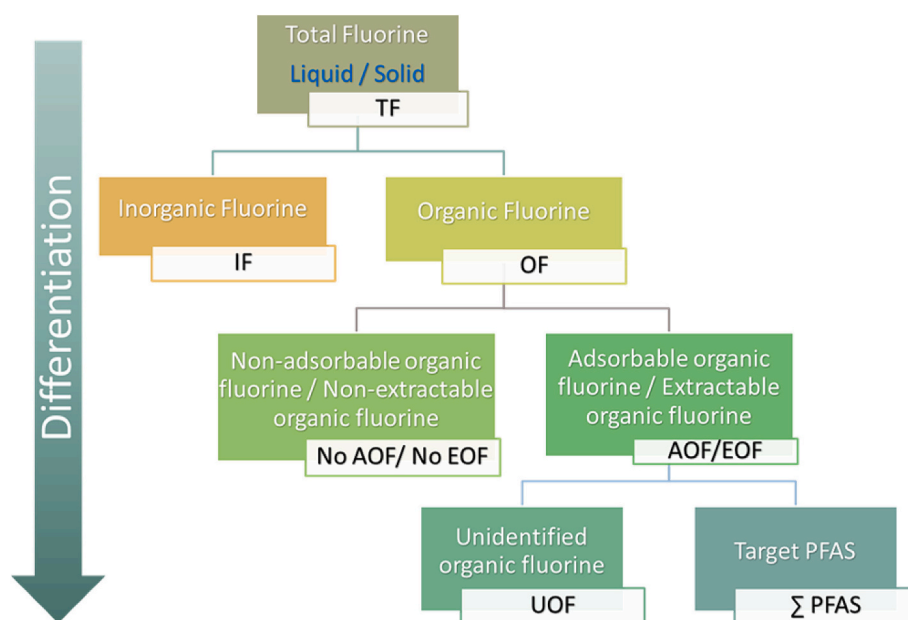 Total Fluorine
Liquid / Solid
TF
Differentiation
Inorganic Fluorine
IF
Organic Fluorine
OF
Non-adsorbable organic
fluorine / Non-extractable
organic fluorine
No AOF/ No EOF
Adsorbable organic
fluorine / Extractable
organic fluorine
AOF/EOF
Unidentified
organic fluorine
UOF
Target PFAS
∑ PFAS